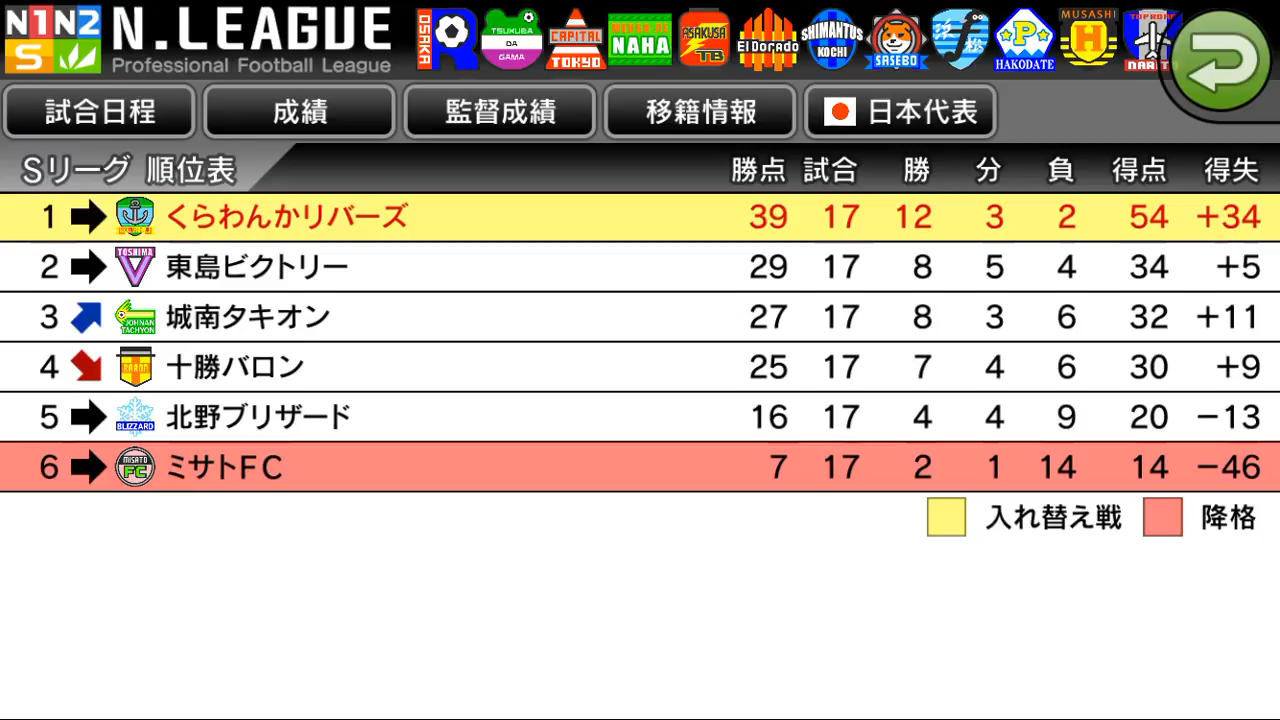 N1 N2 N.LEAGUE
S Professional Football League
OSAKA R
TSUKUBA DA GAMA
CAPITAL TOKYO
NAHA
ASAKUSA TB
El Dorado
SHIMANTUS KOCHI
SASEBO
浜松
P HAKODATE
MUSASHI H
試合日程 成績 監督成績 移籍情報 日本代表
Sリーグ 順位表 勝点 試合 勝 分 負 得点 得失
1 くらわんかリバーズ 39 17 12 3 2 54 +34
2 TOSHIMA V 東島ビクトリー 29 17 8 5 4 34 +5
3 JOHNAN TACHYON 城南タキオン 27 17 8 3 6 32 +11
4 BARON 十勝バロン 25 17 7 4 6 30 +9
5 BLIZZARD 北野ブリザード 16 17 4 4 9 20 −13
6 MISATO FC ミサトFC 7 17 2 1 14 14 −46
入れ替え戦 降格